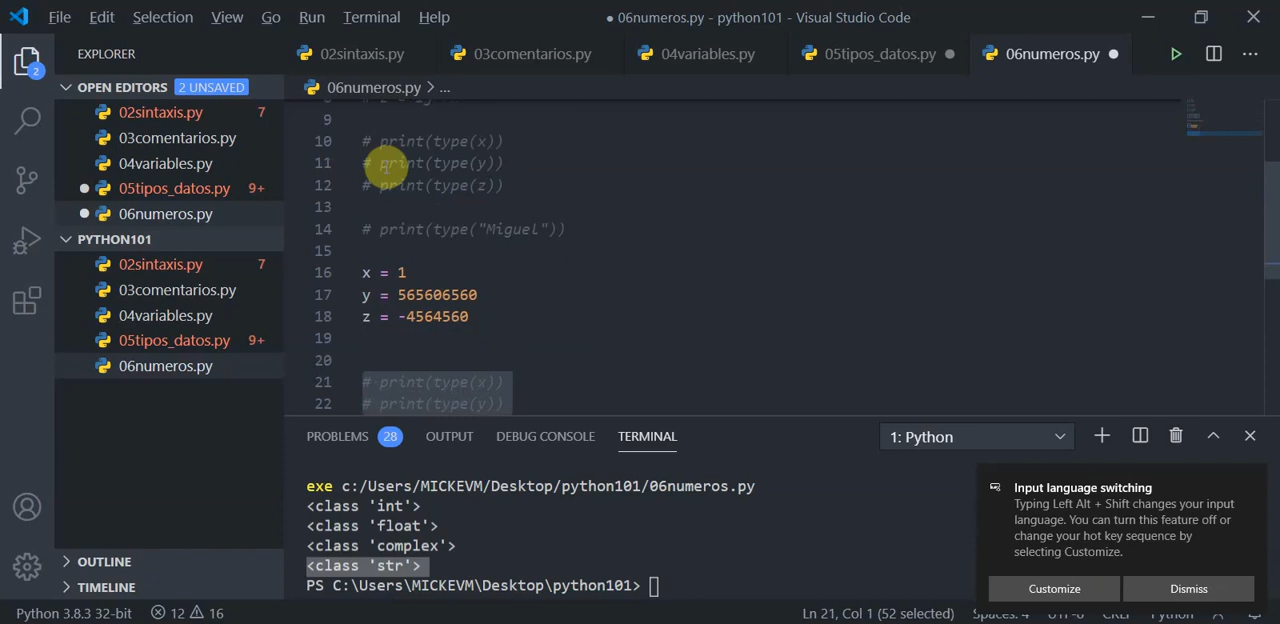 File Edit Selection View Go Run Terminal Help
● 06numeros.py - python101 - Visual Studio Code
EXPLORER
02sintaxis.py 03comentarios.py 04variables.py 05tipos_datos.py ● 06numeros.py ●
OPEN EDITORS 2 UNSAVED
02sintaxis.py 7
03comentarios.py
04variables.py
05tipos_datos.py 9+
06numeros.py
PYTHON101
02sintaxis.py 7
03comentarios.py
04variables.py
05tipos_datos.py 9+
06numeros.py
OUTLINE
TIMELINE
2
06numeros.py > ...
9
10 # print(type(x))
11 # print(type(y))
12 # print(type(z))
13
14 # print(type("Miguel"))
15
16 x = 1
17 y = 565606560
18 z = -4564560
19
20
21 # print(type(x))
22 # print(type(y))
PROBLEMS 28 OUTPUT DEBUG CONSOLE TERMINAL 1: Python
exe c:/Users/MICKEVM/Desktop/python101/06numeros.py
<class 'int'>
<class 'float'>
<class 'complex'>
<class 'str'>
PS C:\Users\MICKEVM\Desktop\python101>
Input language switching
Typing Left Alt + Shift changes your input
language. You can turn this feature off or
change your hot key sequence by
selecting Customize.
Customize Dismiss
Python 3.8.3 32-bit 12 16 Ln 21, Col 1 (52 selected) Spaces: 4 UTF-8 CRLF Python